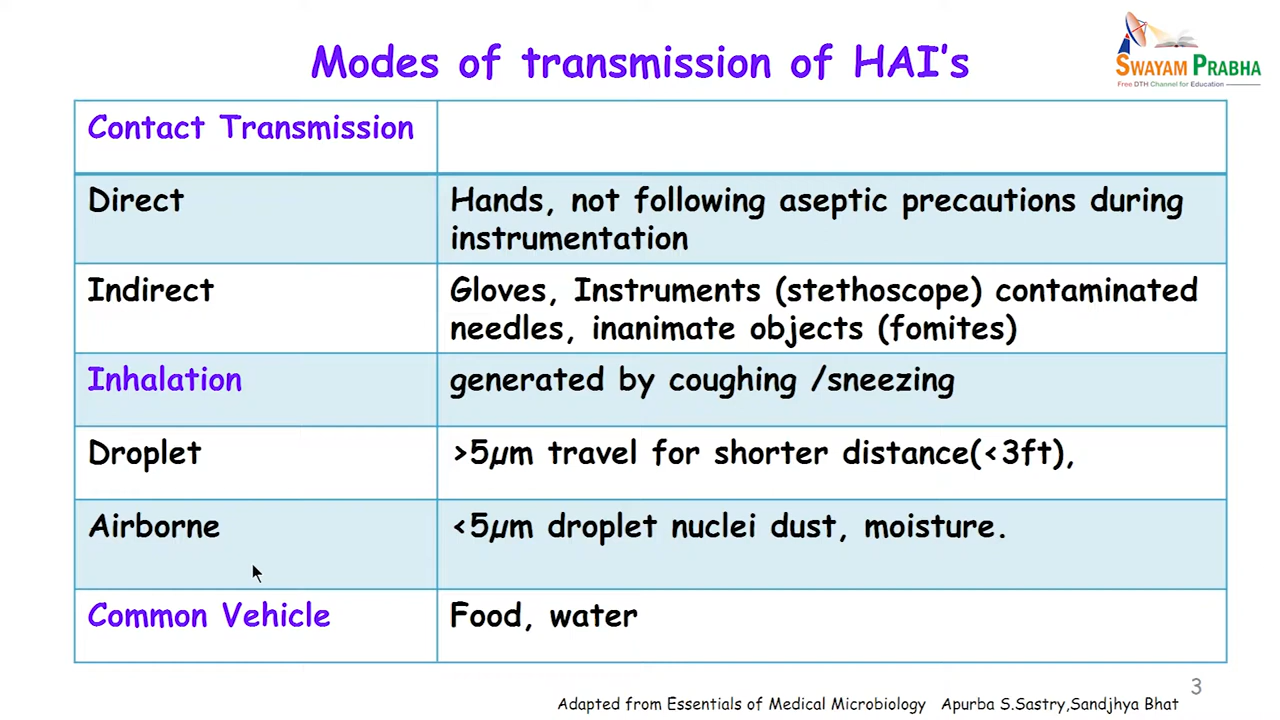 Modes of transmission of HAI's
SWAYAM PRABHA
Free DTH Channel for Education
Contact Transmission
Direct
Hands, not following aseptic precautions during
instrumentation
Indirect
Gloves, Instruments (stethoscope) contaminated
needles, inanimate objects (fomites)
Inhalation
generated by coughing /sneezing
Droplet
>5µm travel for shorter distance(<3ft),
Airborne
<5µm droplet nuclei dust, moisture.
Common Vehicle
Food, water
3
Adapted from Essentials of Medical Microbiology Apurba S.Sastry,Sandjhya Bhat